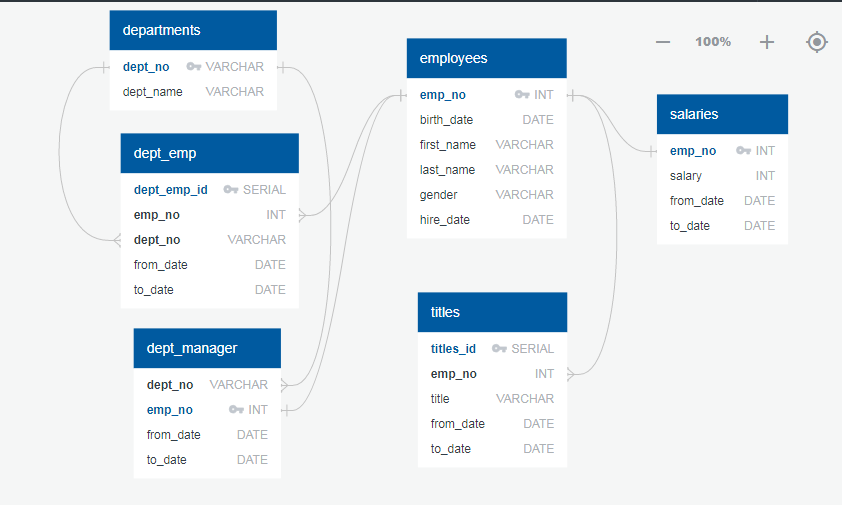 departments
dept_no VARCHAR
dept_name VARCHAR
dept_emp
dept_emp_id SERIAL
emp_no INT
dept_no VARCHAR
from_date DATE
to_date DATE
dept_manager
dept_no VARCHAR
emp_no INT
from_date DATE
to_date DATE
employees
emp_no INT
birth_date DATE
first_name VARCHAR
last_name VARCHAR
gender VARCHAR
hire_date DATE
titles
titles_id SERIAL
emp_no INT
title VARCHAR
from_date DATE
to_date DATE
100%
salaries
emp_no INT
salary INT
from_date DATE
to_date DATE